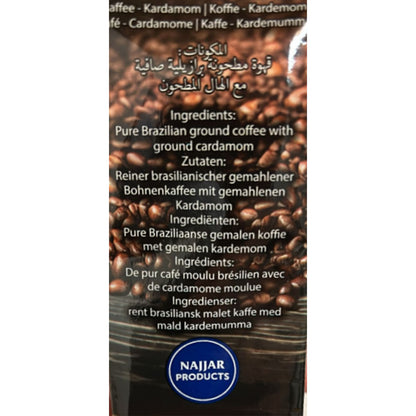 affee - Kardamom | Koffie - Kardemom
afé - Cardamome | Kaffe - Kardemumm
المكونات:
قهوة مطحونة برازيلية صافية
مع الهال المطحون
Ingredients:
Pure Brazilian ground coffee with
ground cardamom
Zutaten:
Reiner brasilianischer gemahlener
Bohnenkaffee mit gemahlenen
Kardamom
Ingrediënten:
Pure Braziliaanse gemalen koffie
met gemalen kardemom
Ingrédients:
De pur café moulu brésilien avec
de cardamome moulue
Ingredienser:
rent brasiliansk malet kaffe med
mald kardemumma
NAJJAR
PRODUCTS